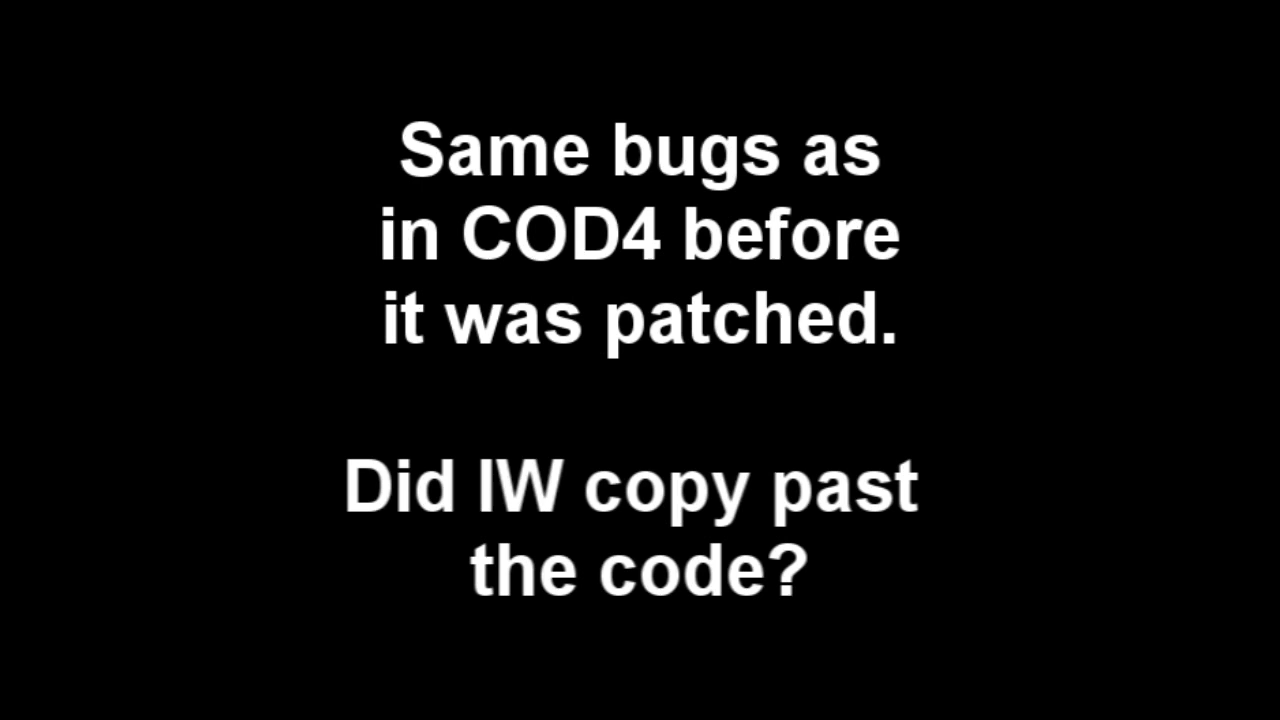 Same bugs as
in COD4 before
it was patched.
Did IW copy past
the code?